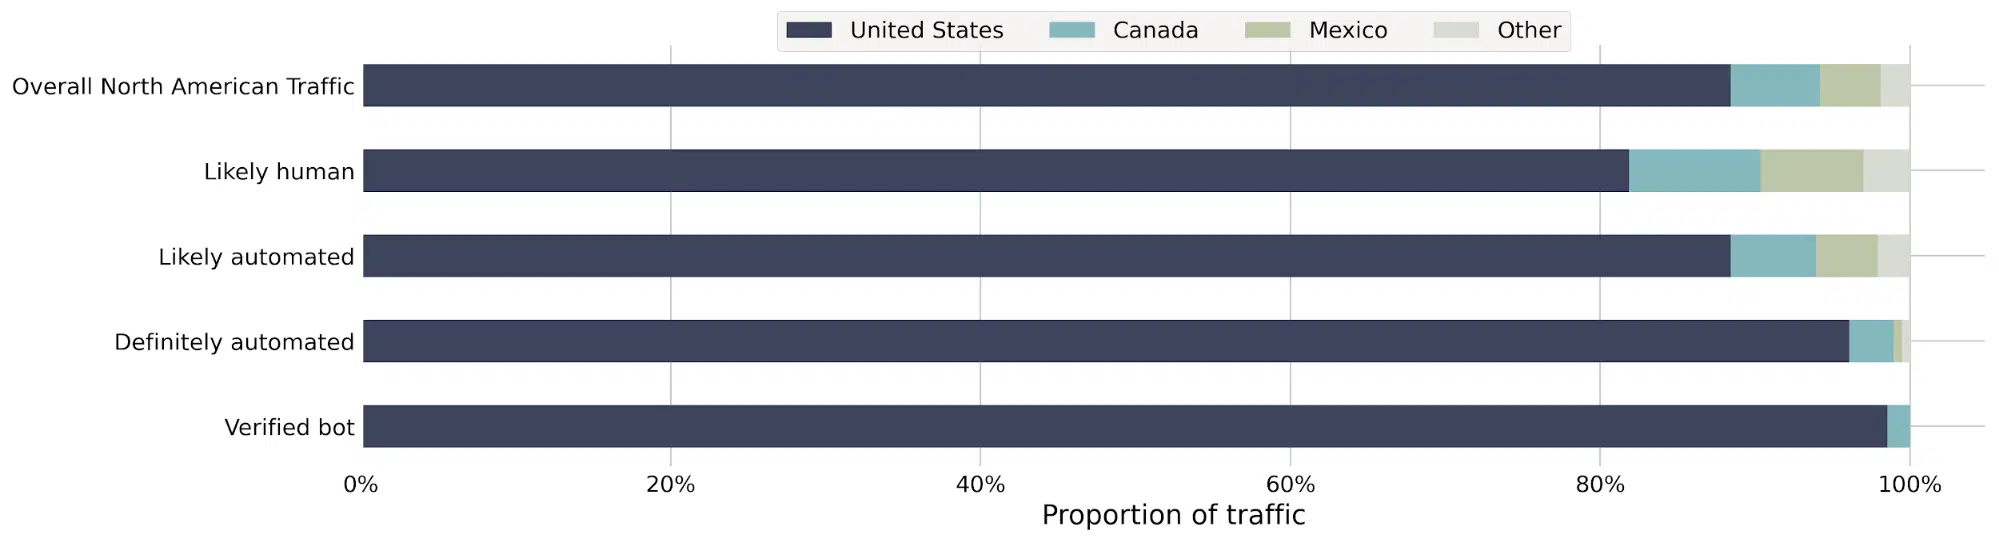 United States Canada Mexico Other
Overall North American Traffic
Likely human
Likely automated
Definitely automated
Verified bot
0% 20% 40% 60% 80% 100%
Proportion of traffic